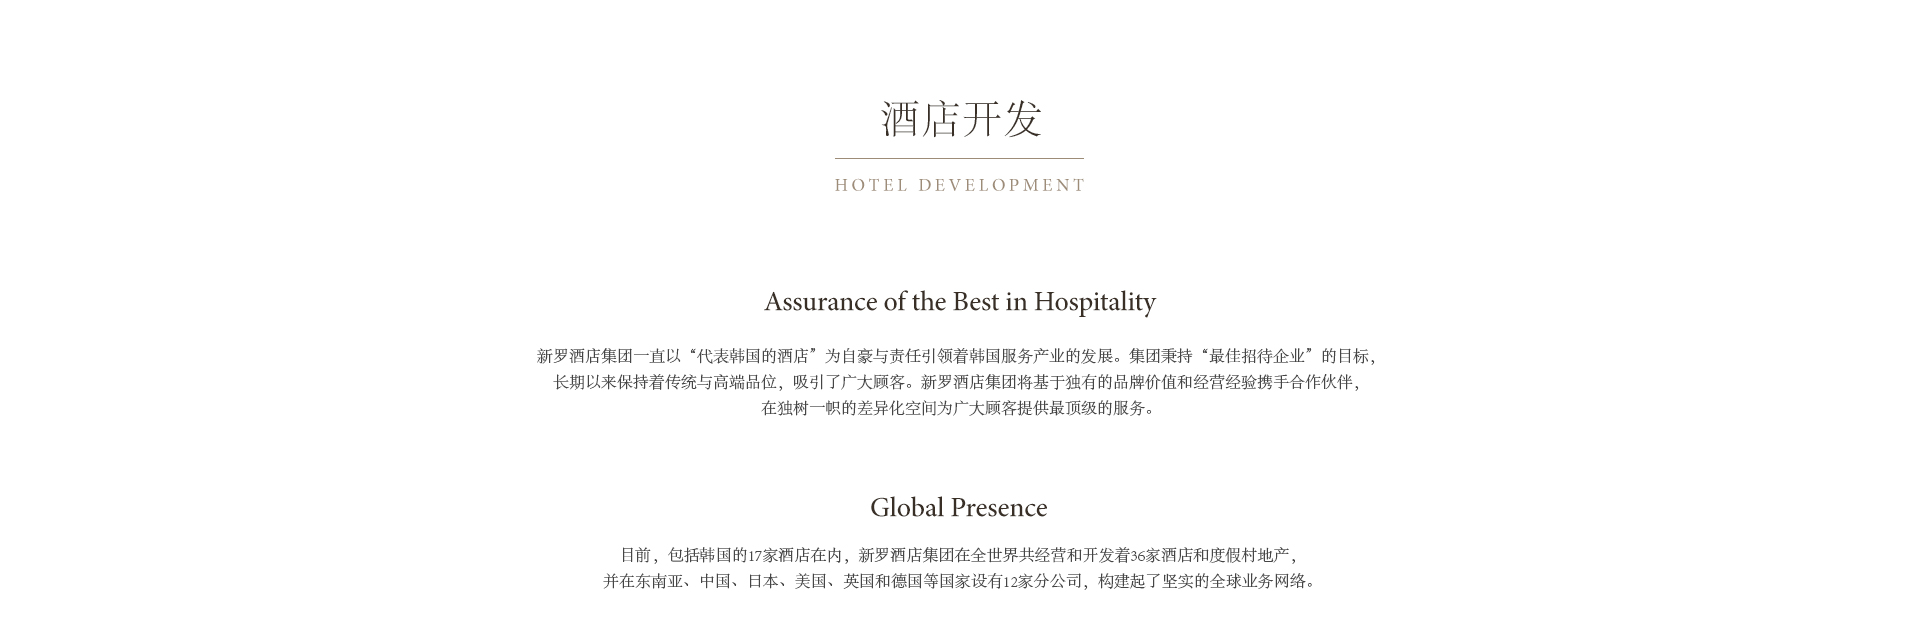 酒店开发
HOTEL DEVELOPMENT
Assurance of the Best in Hospitality
新罗酒店集团一直以“代表韩国的酒店”为自豪与责任引领着韩国服务产业的发展。集团秉持“最佳招待企业”的目标，
长期以来保持着传统与高端品位，吸引了广大顾客。新罗酒店集团将基于独有的品牌价值和经营经验携手合作伙伴，
在独树一帜的差异化空间为广大顾客提供最顶级的服务。
Global Presence
目前，包括韩国的17家酒店在内，新罗酒店集团在全世界共经营和开发着36家酒店和度假村地产，
并在东南亚、中国、日本、美国、英国和德国等国家设有12家分公司，构建起了坚实的全球业务网络。